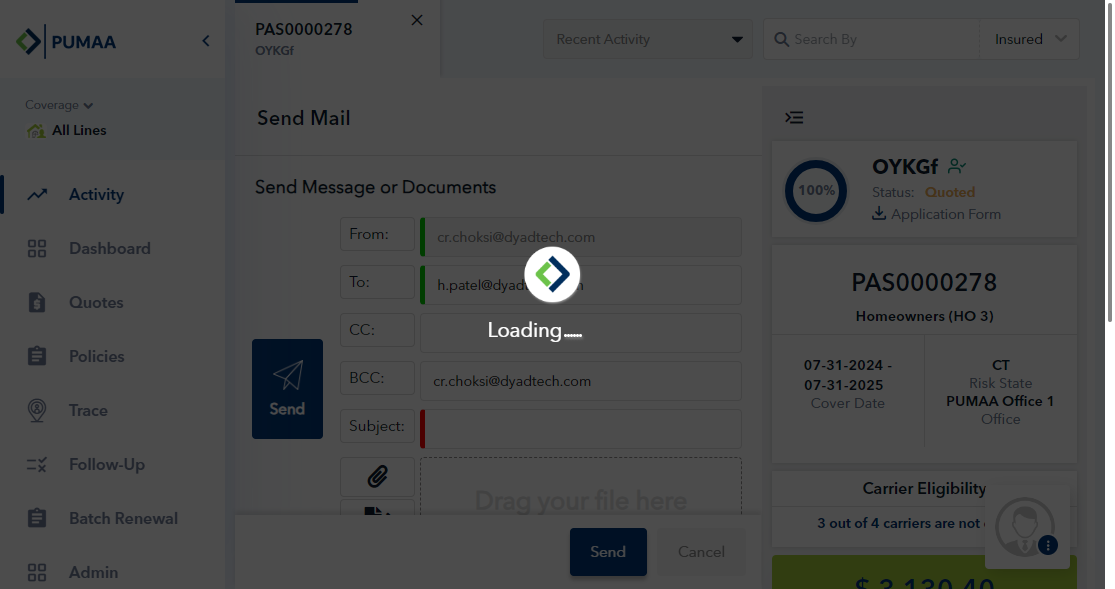 PUMAA
Coverage
All Lines
Activity
Dashboard
Quotes
Policies
Trace
Follow-Up
Batch Renewal
Admin
PAS0000278
OYKGf
Recent Activity
Search By
Insured
Send Mail
Send Message or Documents
Send
From:
cr.choksi@dyadtech.com
To:
CC:
BCC:
cr.choksi@dyadtech.com
Subject:
Drag your file here
Loading......
Send
Cancel
100%
OYKGf
Status: Quoted
Application Form
PAS0000278
Homeowners (HO 3)
07-31-2024 -
07-31-2025
Cover Date
CT
Risk State
PUMAA Office 1
Office
Carrier Eligibility
3 out of 4 carriers are not
$ 3,130.40